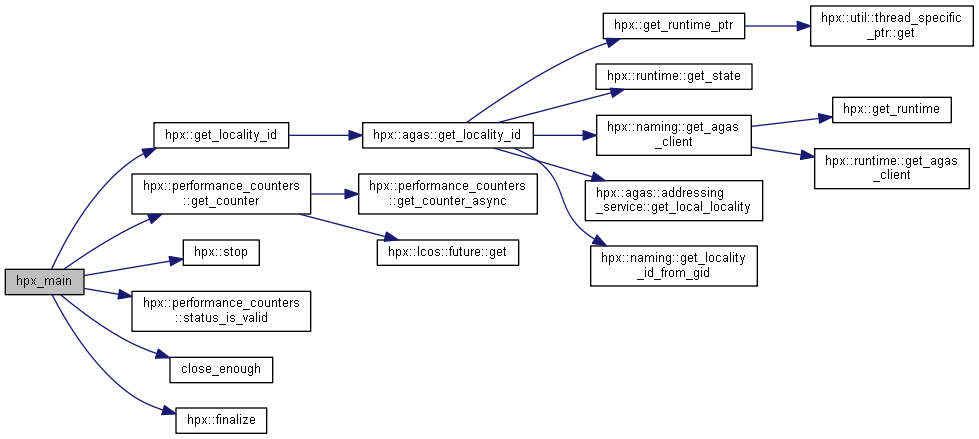 hpx::get_runtime_ptr
hpx::util::thread_specific
_ptr::get
hpx::runtime::get_state
hpx::get_locality_id
hpx::agas::get_locality_id
hpx::naming::get_agas
_client
hpx::get_runtime
hpx::runtime::get_agas
_client
hpx::performance_counters
::get_counter
hpx::performance_counters
::get_counter_async
hpx::agas::addressing
_service::get_local_locality
hpx::stop
hpx::lcos::future::get
hpx::naming::get_locality
_id_from_gid
hpx_main
hpx::performance_counters
::status_is_valid
close_enough
hpx::finalize